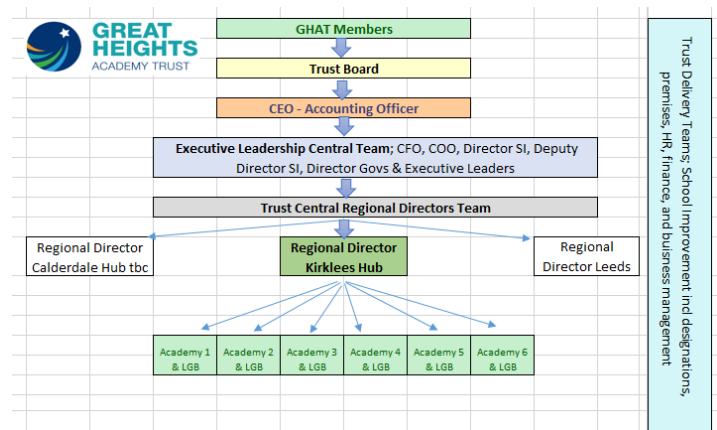 GREAT
HEIGHTS
ACADEMY TRUST
GHAT Members
Trust Board
CEO - Accounting Officer
Executive Leadership Central Team; CFO, COO, Director SI, Deputy
Director SI, Director Govs & Executive Leaders
Trust Central Regional Directors Team
Regional Director
Calderdale Hub tbc
Regional Director
Kirklees Hub
Regional
Director Leeds
Academy 1
& LGB
Academy 2
& LGB
Academy 3
& LGB
Academy 4
& LGB
Academy 5
& LGB
Academy 6
& LGB
Trust Delivery Teams; School Improvement ind designations,
premises, HR, finance, and buisness management